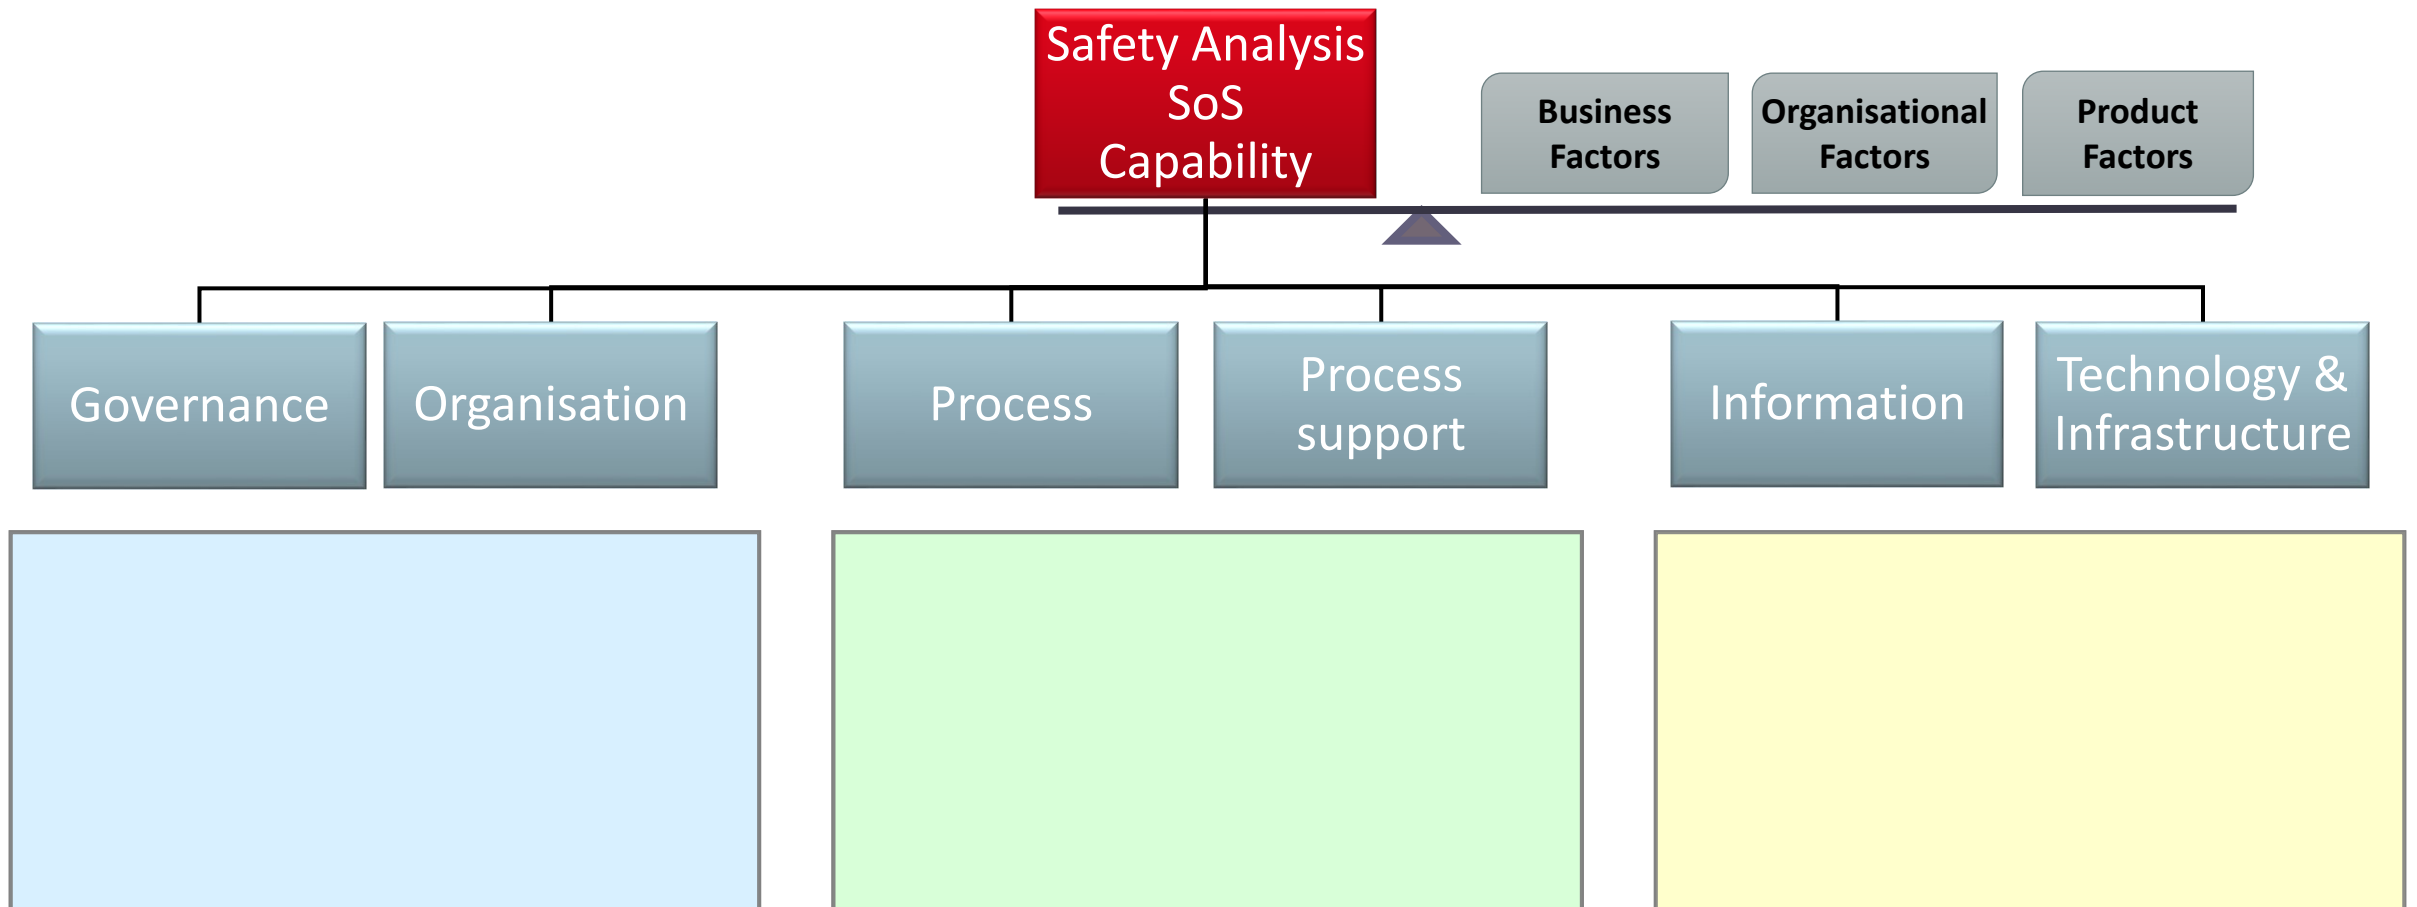 Safety Analysis
SoS
Capability
Business
Factors
Organisational
Factors
Product
Factors
Governance
Organisation
Process
Process
support
Information
Technology &
Infrastructure